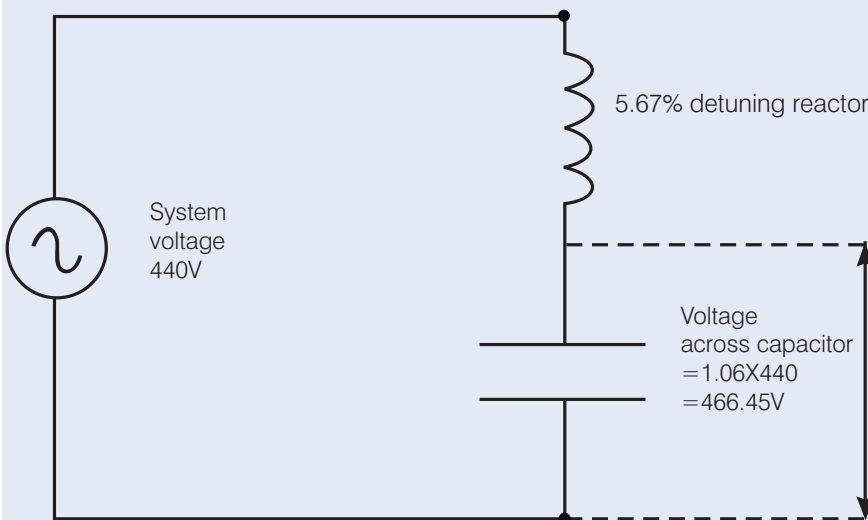 5.67% detuning reactor
System
voltage
440V
Voltage
across capacitor
=1.06X440
=466.45V